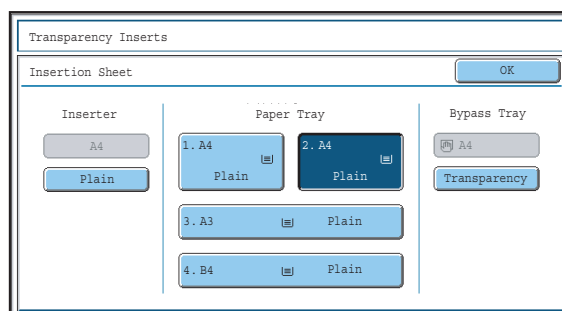 Transparency Inserts
Insertion Sheet
OK
Inserter
Paper Tray
Bypass Tray
A4
1. A4
2. A4
A4
Plain
Plain
Plain
Transparency
3. A3
Plain
4. B4
Plain